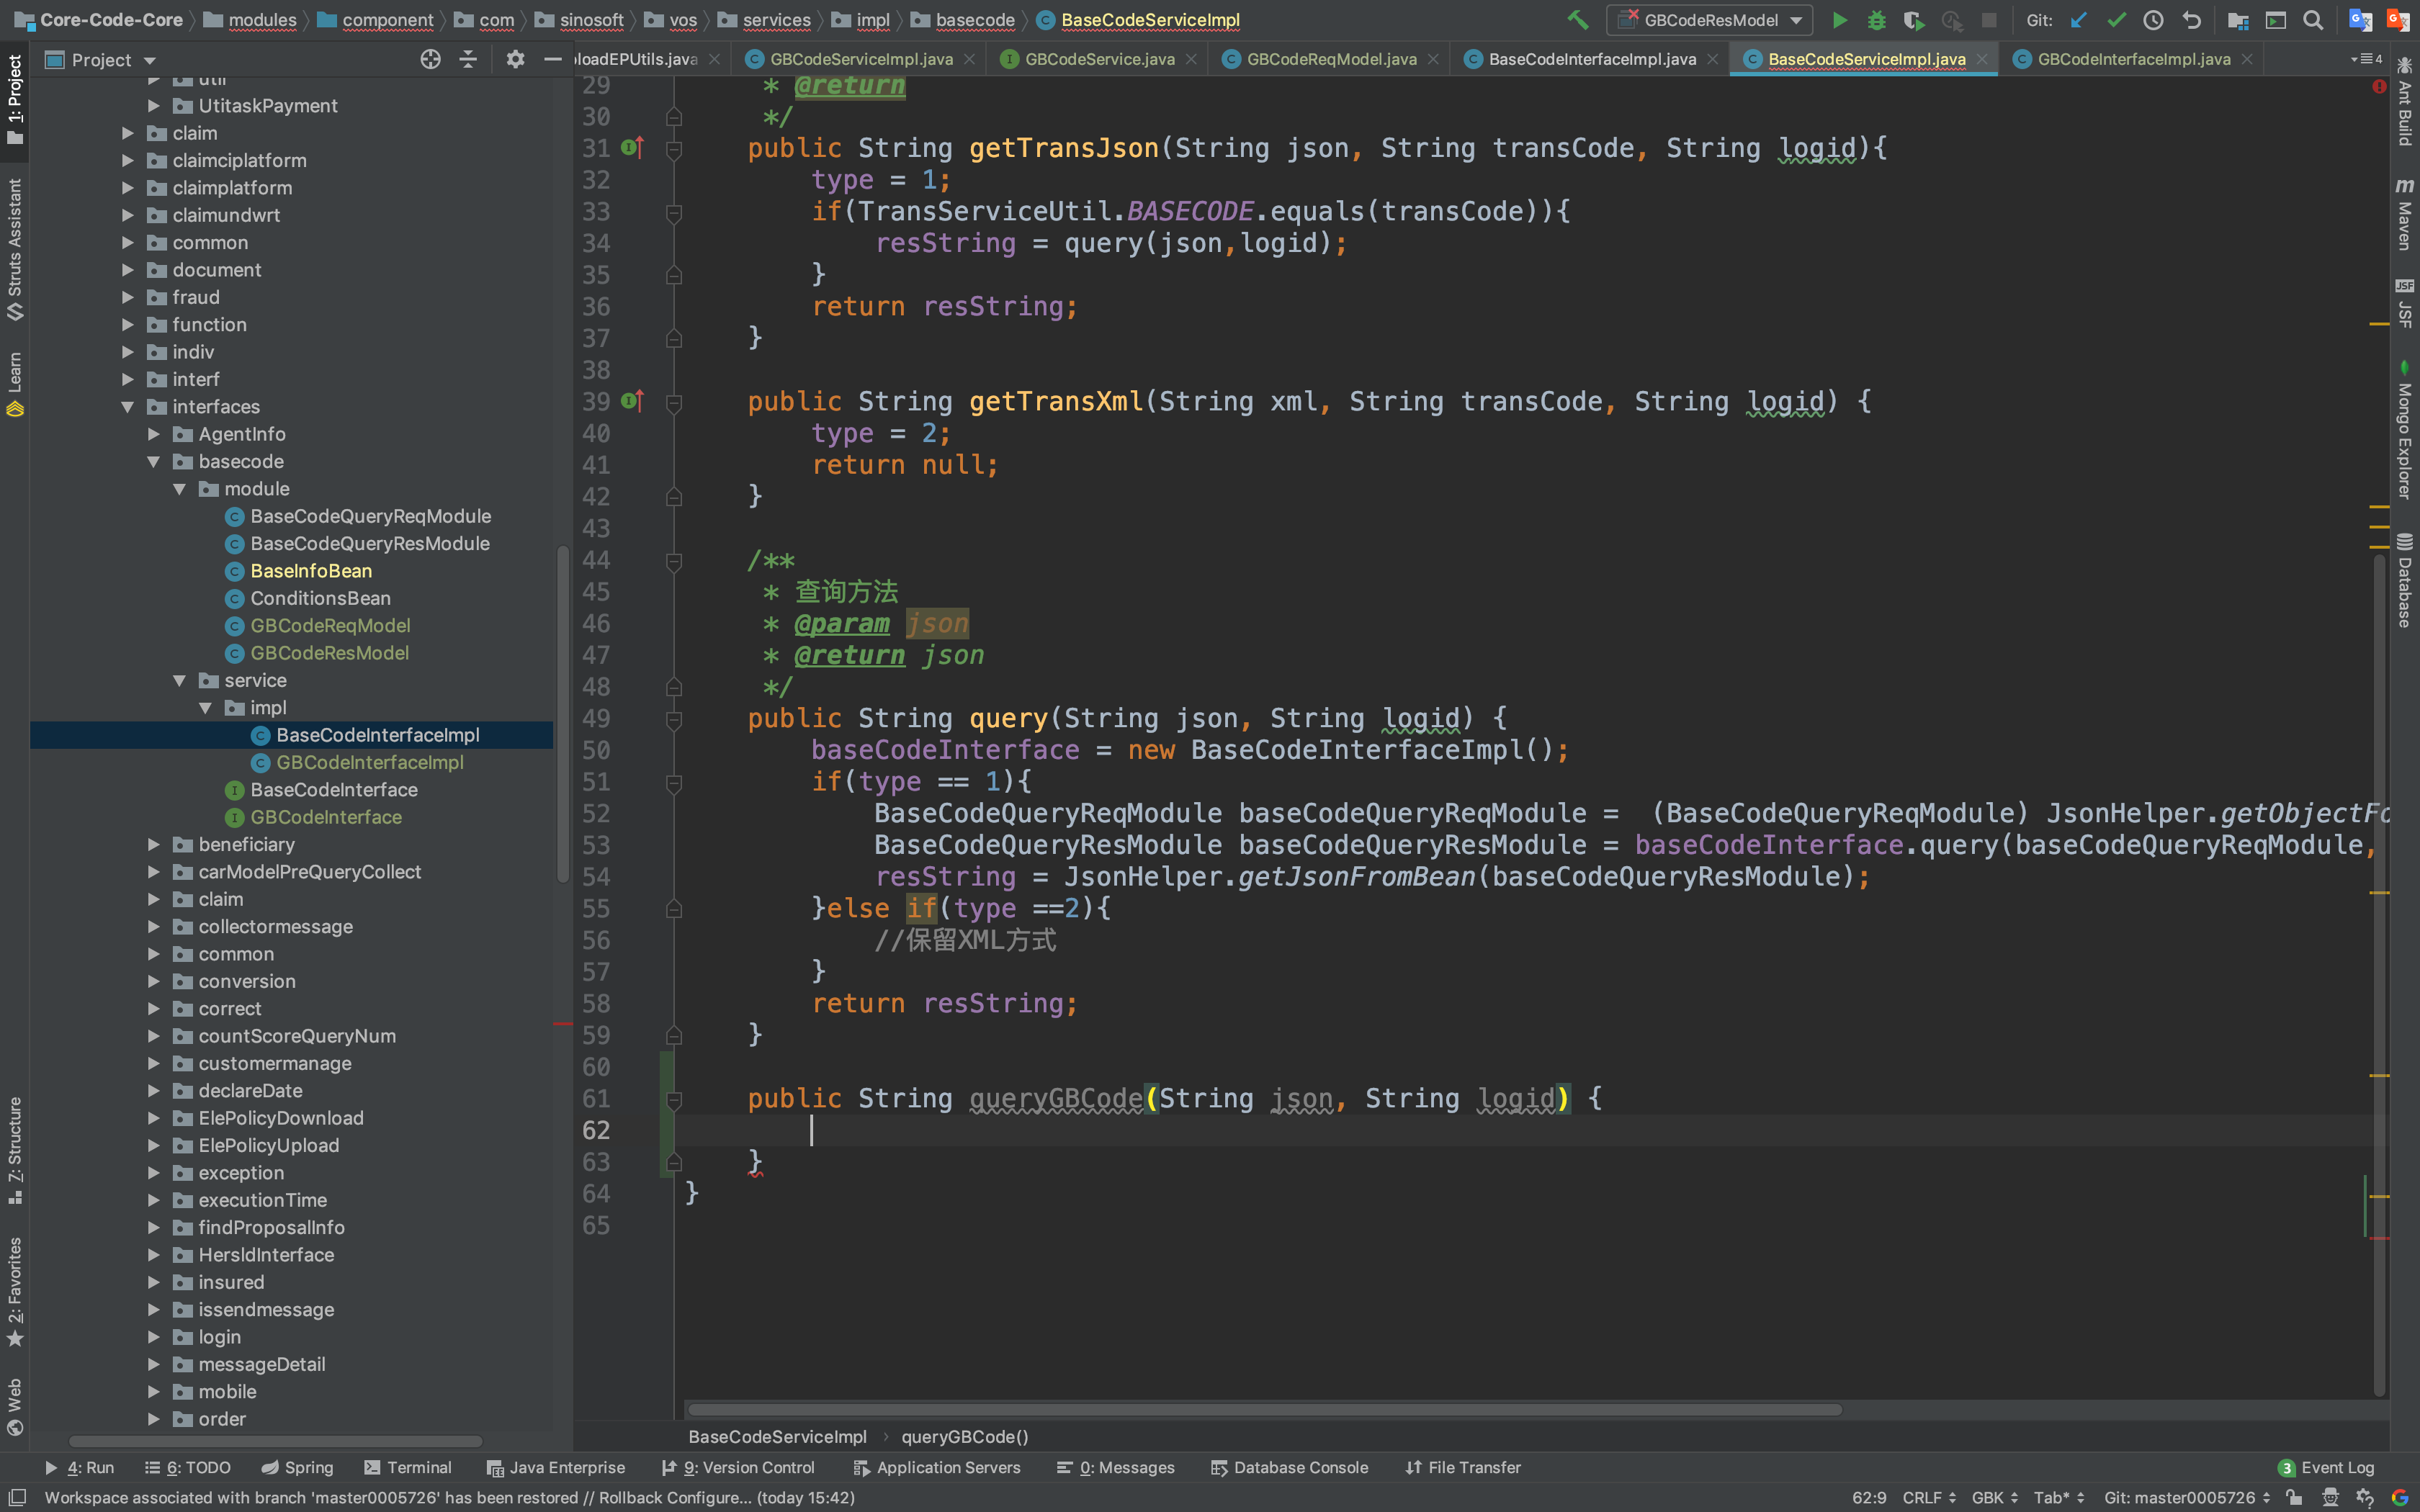 Core-Code-Core modules component com sinosoft vos services impl basecode BaseCodeServiceImpl GBCodeResModel Git:
Project
loadEPUtils.java GBCodeServiceImpl.java GBCodeService.java GBCodeReqModel.java BaseCodeInterfaceImpl.java BaseCodeServiceImpl.java GBCodeInterfaceImpl.java 4
1: Project
Struts Assistant
Learn
7: Structure
2: Favorites
Web
util
UtitaskPayment
claim
claimciplatform
claimplatform
claimundwrt
common
document
fraud
function
indiv
interf
interfaces
AgentInfo
basecode
module
BaseCodeQueryReqModule
BaseCodeQueryResModule
BaseInfoBean
ConditionsBean
GBCodeReqModel
GBCodeResModel
service
impl
BaseCodeInterfaceImpl
GBCodeInterfaceImpl
BaseCodeInterface
GBCodeInterface
beneficiary
carModelPreQueryCollect
claim
collectormessage
common
conversion
correct
countScoreQueryNum
customermanage
declareDate
ElePolicyDownload
ElePolicyUpload
exception
executionTime
findProposalInfo
HersldInterface
insured
issendmessage
login
messageDetail
mobile
order
29 * @return
30 */
31 public String getTransJson(String json, String transCode, String logid){
32 type = 1;
33 if(TransServiceUtil.BASECODE.equals(transCode)){
34 resString = query(json,logid);
35 }
36 return resString;
37 }
38
39 public String getTransXml(String xml, String transCode, String logid) {
40 type = 2;
41 return null;
42 }
43
44 /**
45 * 查询方法
46 * @param json
47 * @return json
48 */
49 public String query(String json, String logid) {
50 baseCodeInterface = new BaseCodeInterfaceImpl();
51 if(type == 1){
52 BaseCodeQueryReqModule baseCodeQueryReqModule =  (BaseCodeQueryReqModule) JsonHelper.getObjectFo
53 BaseCodeQueryResModule baseCodeQueryResModule = baseCodeInterface.query(baseCodeQueryReqModule,
54 resString = JsonHelper.getJsonFromBean(baseCodeQueryResModule);
55 }else if(type ==2){
56 //保留XML方式
57 }
58 return resString;
59 }
60
61 public String queryGBCode(String json, String logid) {
62
63 }
64 }
65
Ant Build
m Maven
JSF JSF
Mongo Explorer
Database
BaseCodeServiceImpl queryGBCode()
4: Run 6: TODO Spring Terminal Java Enterprise 9: Version Control Application Servers 0: Messages Database Console File Transfer 3 Event Log
Workspace associated with branch 'master0005726' has been restored // Rollback Configure... (today 15:42) 62:9 CRLF GBK Tab* Git: master0005726